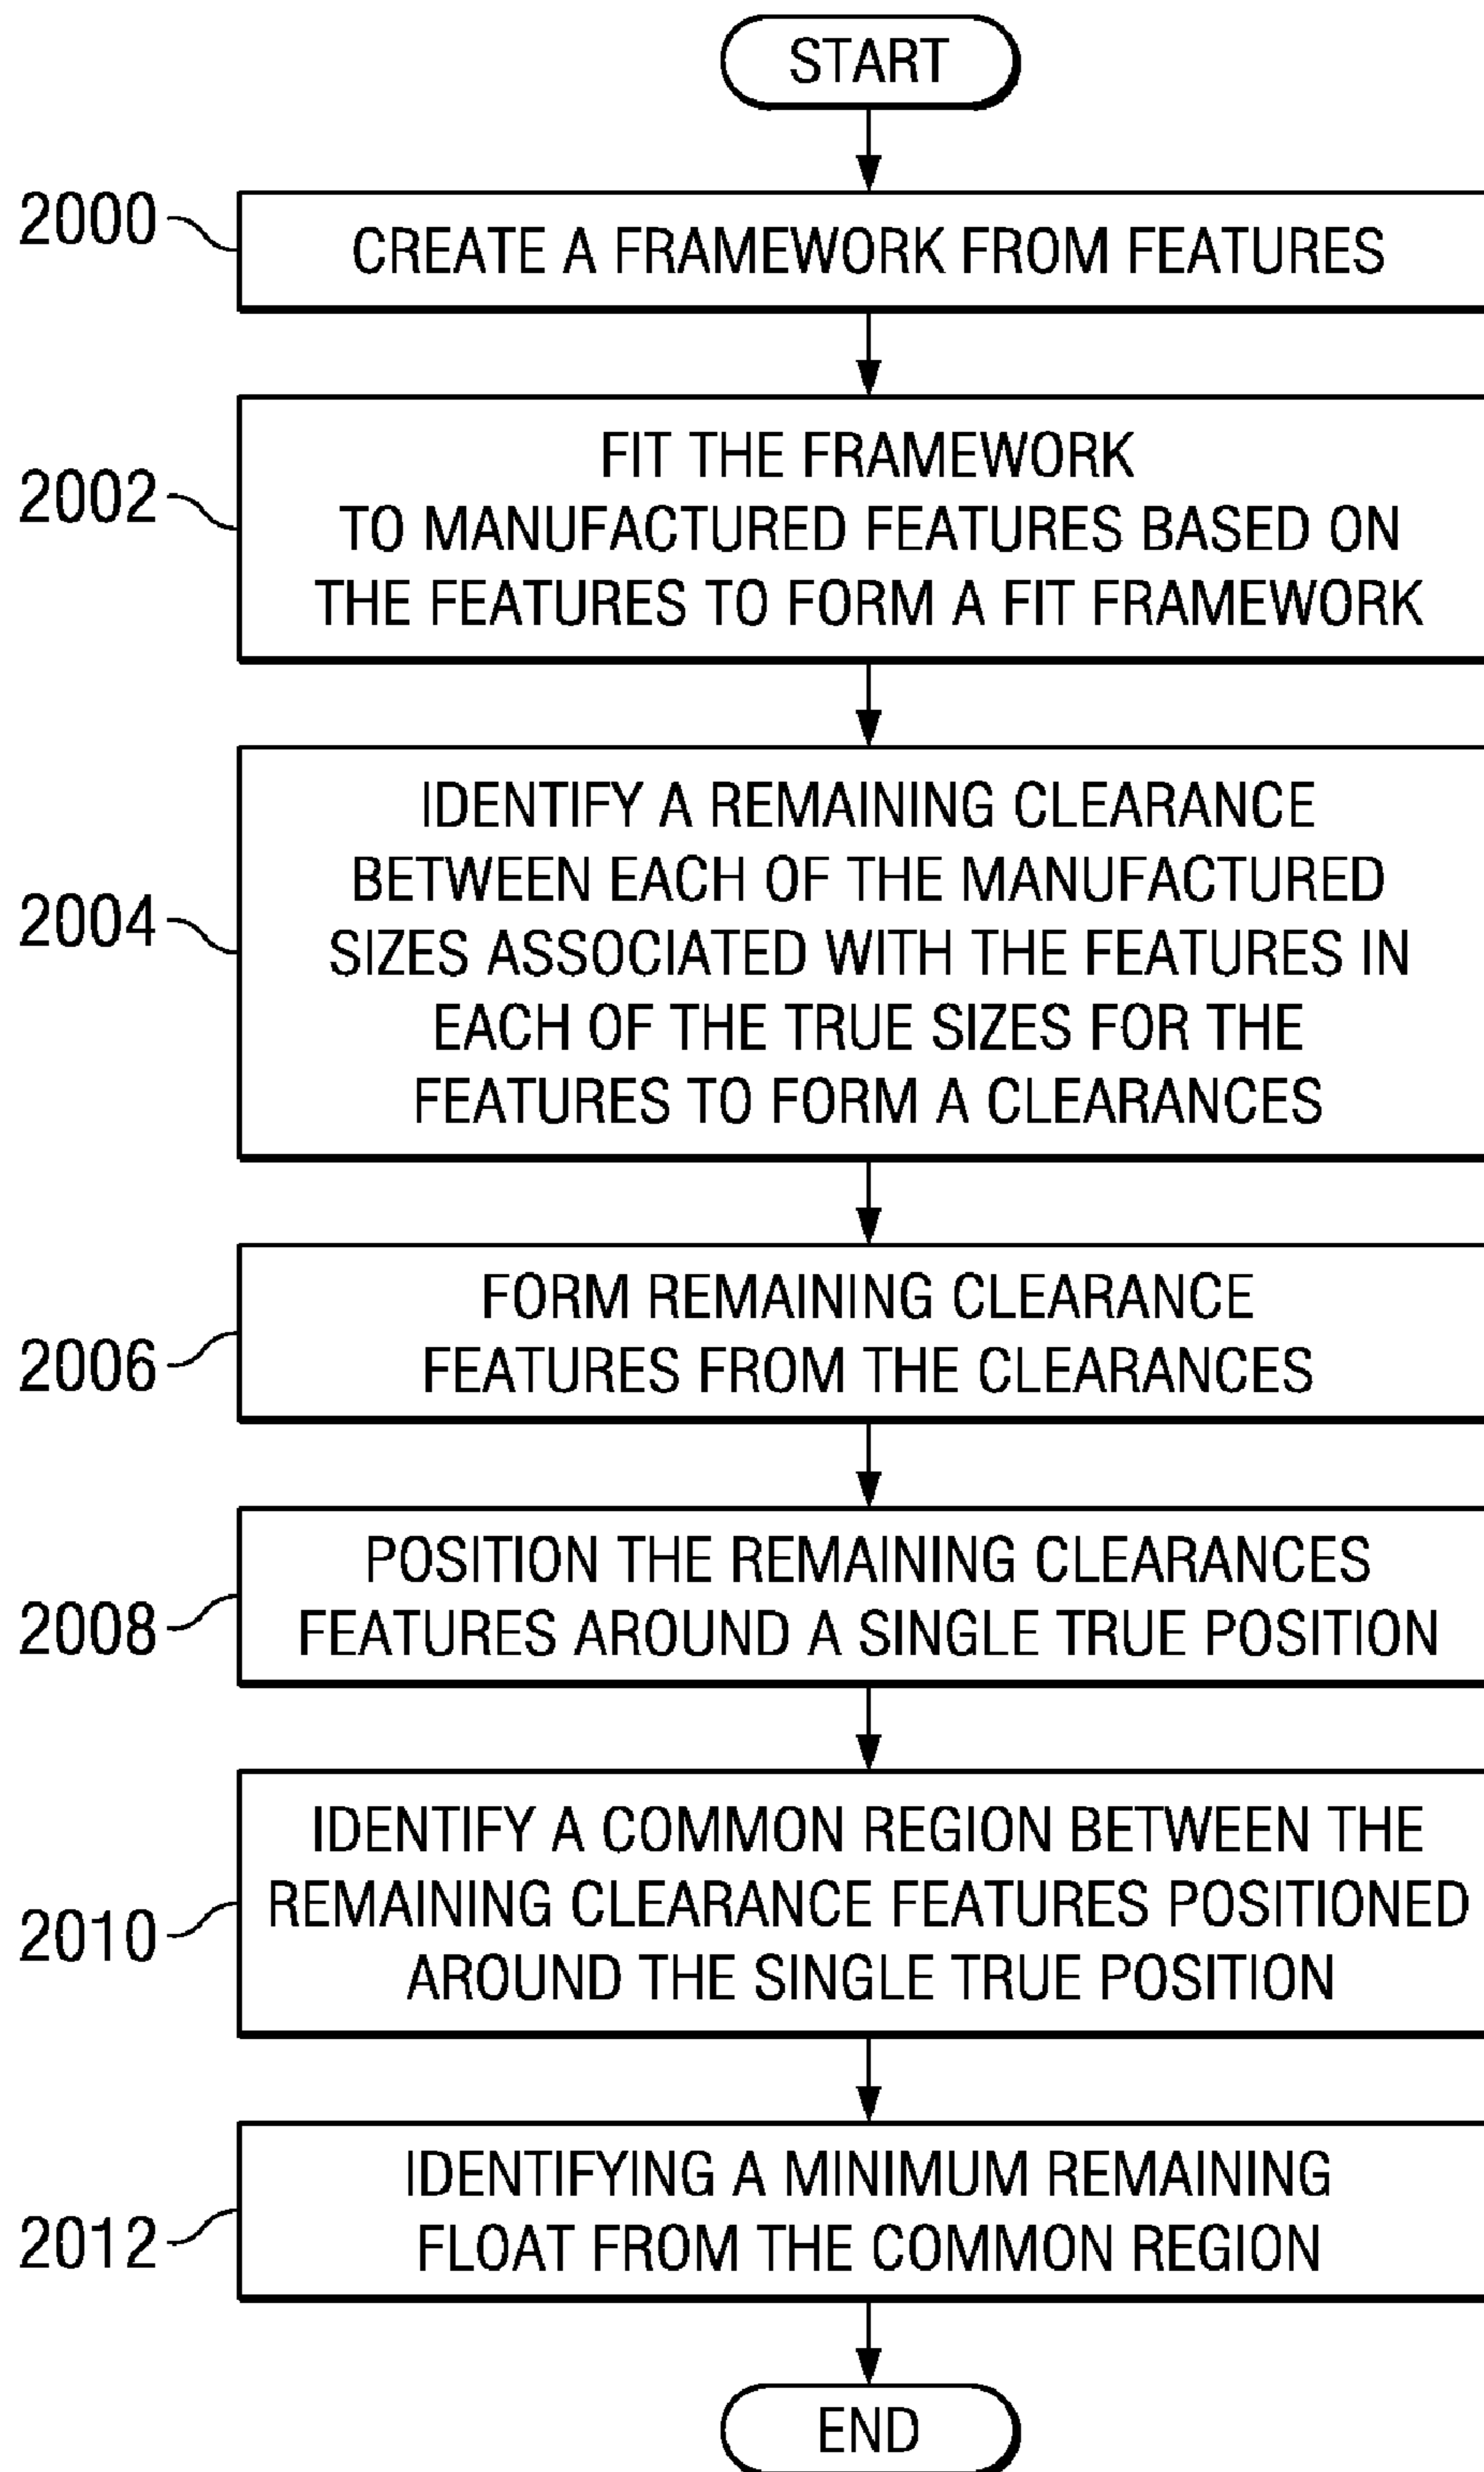 START
2000
CREATE A FRAMEWORK FROM FEATURES
2002
FIT THE FRAMEWORK
TO MANUFACTURED FEATURES BASED ON
THE FEATURES TO FORM A FIT FRAMEWORK
2004
IDENTIFY A REMAINING CLEARANCE
BETWEEN EACH OF THE MANUFACTURED
SIZES ASSOCIATED WITH THE FEATURES IN
EACH OF THE TRUE SIZES FOR THE
FEATURES TO FORM A CLEARANCES
2006
FORM REMAINING CLEARANCE
FEATURES FROM THE CLEARANCES
2008
POSITION THE REMAINING CLEARANCES
FEATURES AROUND A SINGLE TRUE POSITION
2010
IDENTIFY A COMMON REGION BETWEEN THE
REMAINING CLEARANCE FEATURES POSITIONED
AROUND THE SINGLE TRUE POSITION
2012
IDENTIFYING A MINIMUM REMAINING
FLOAT FROM THE COMMON REGION
END